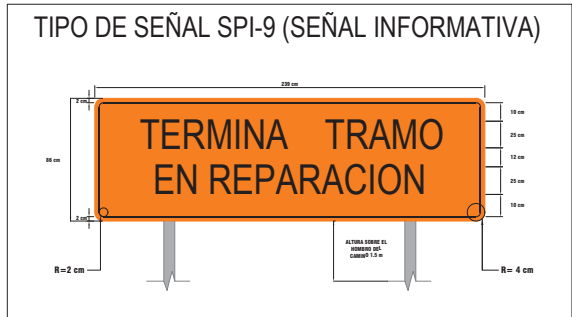 TIPO DE SEÑAL SPI-9 (SEÑAL INFORMATIVA)
239 cm
2 cm
10 cm
TERMINA TRAMO
25 cm
86 cm
12 cm
EN REPARACION
25 cm
10 cm
2 cm
ALTURA SOBRE EL
HOMBRO DEL
CAMINO 1.5 m
R=2 cm
R= 4 cm